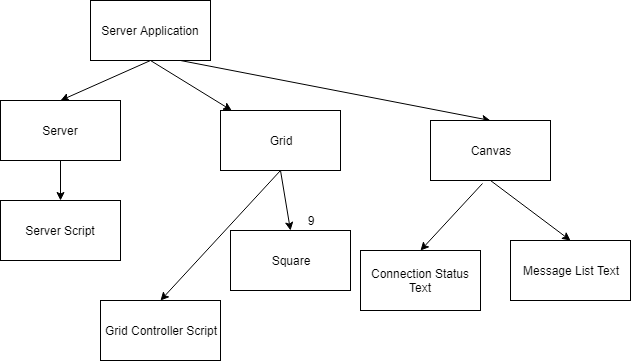 Server Application
Server
Grid
Canvas
Server Script
9
Square
Connection Status
Text
Message List Text
Grid Controller Script